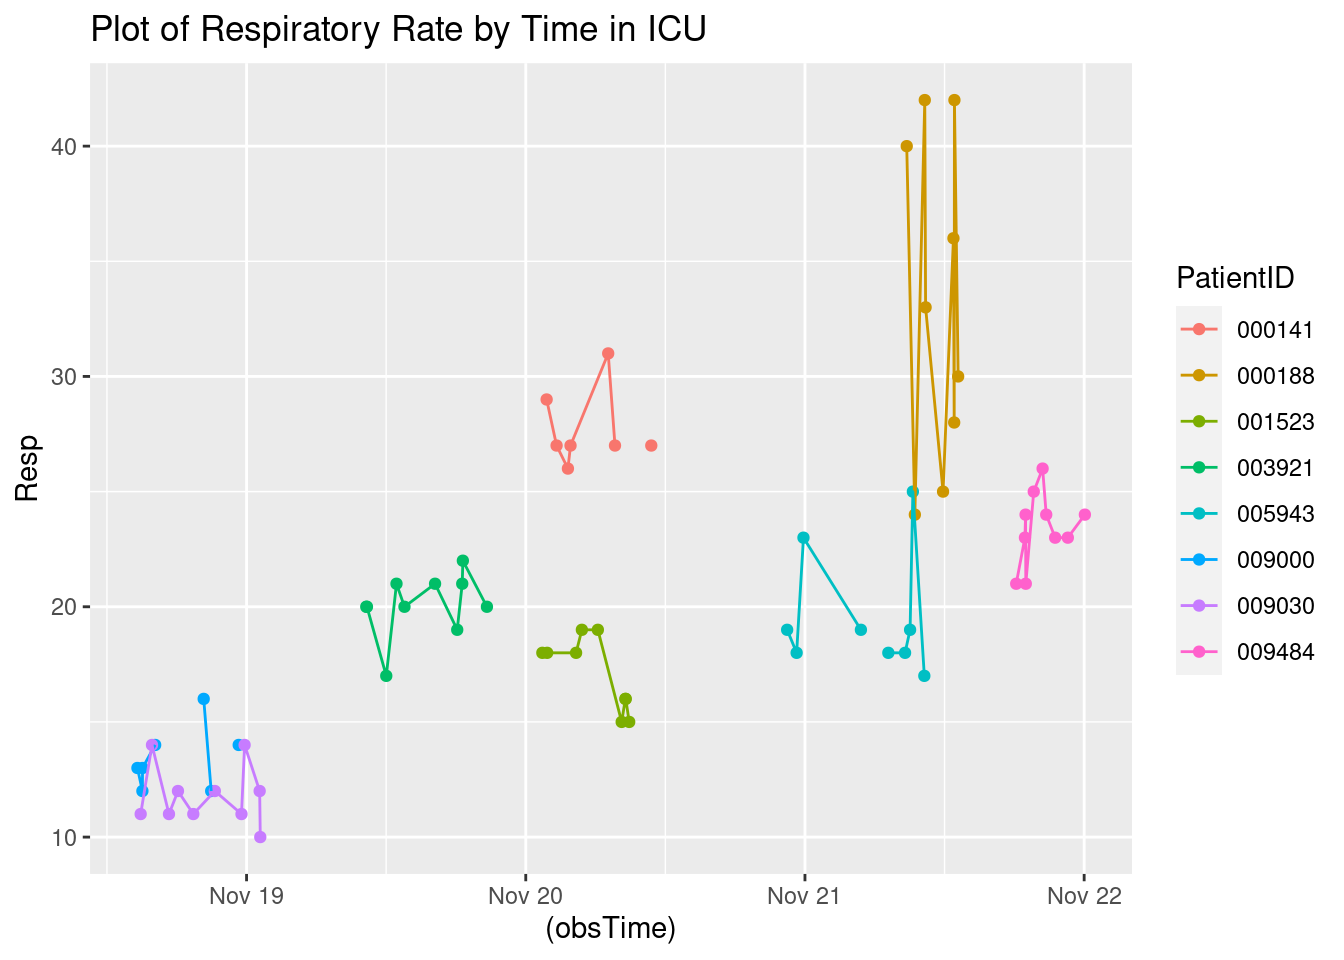 Plot of Respiratory Rate by Time in ICU
40
30
20
10
Resp
Nov 19
Nov 20
Nov 21
Nov 22
(obsTime)
PatientID
000141
000188
001523
003921
005943
009000
009030
009484